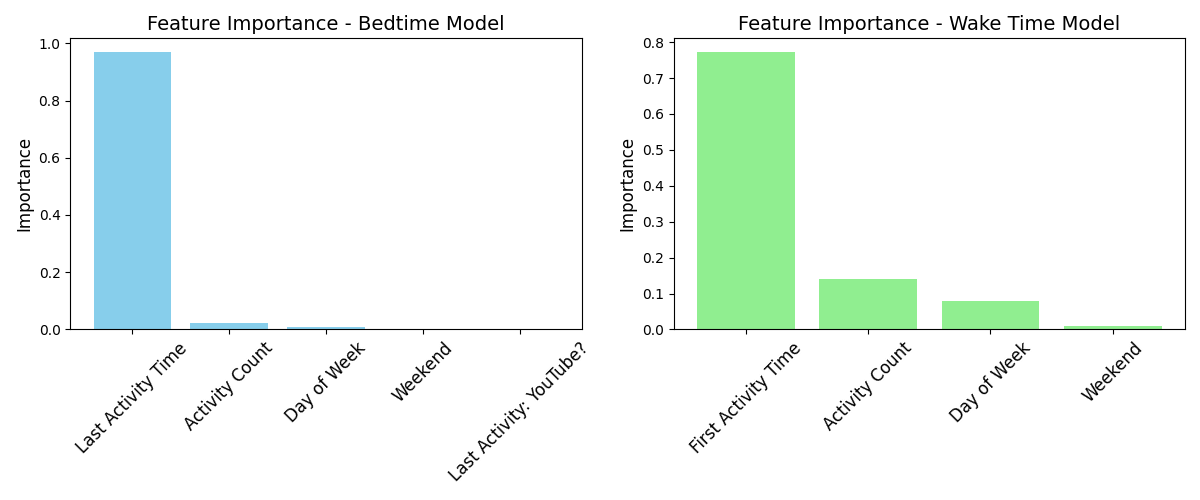 Feature Importance - Bedtime Model
Importance
1.0
0.8
0.6
0.4
0.2
0.0
Last Activity Time
Activity Count
Day of Week
Weekend
Last Activity: YouTube?
Feature Importance - Wake Time Model
Importance
0.8
0.7
0.6
0.5
0.4
0.3
0.2
0.1
0.0
First Activity Time
Activity Count
Day of Week
Weekend